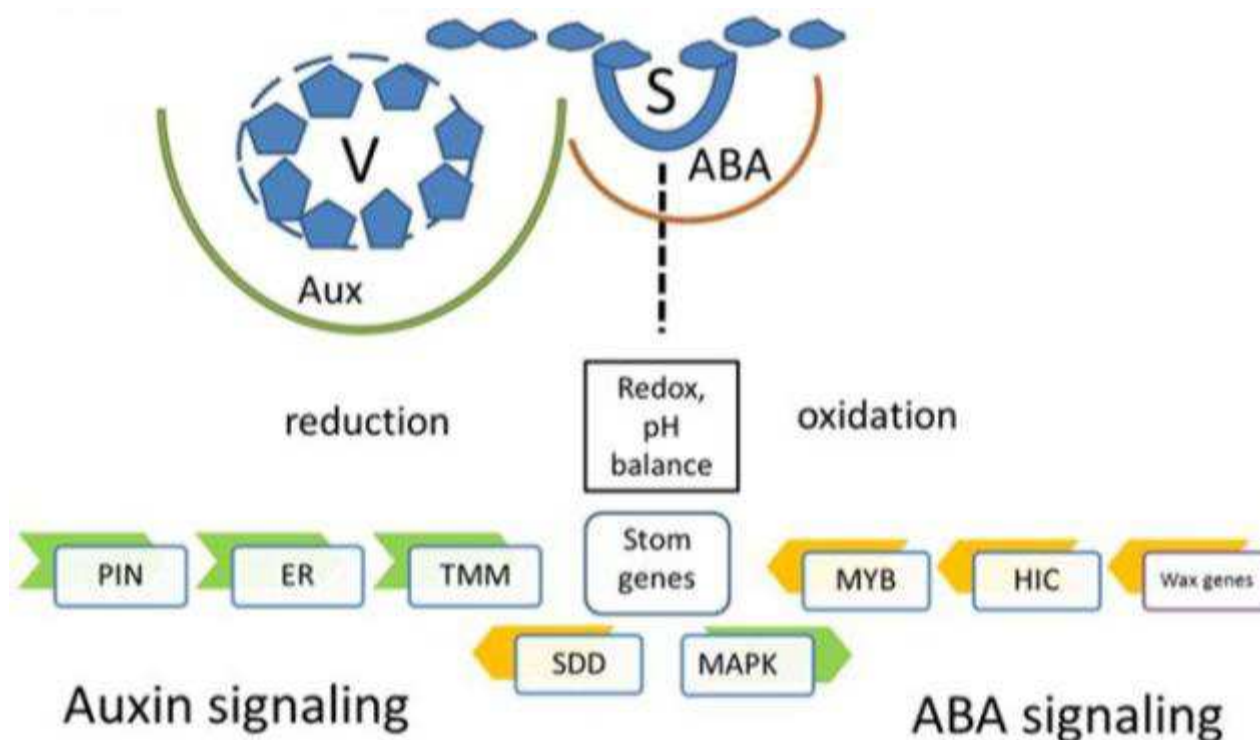 S
V
ABA
Aux
Redox,
pH
balance
reduction
oxidation
Stom
genes
PIN
ER
TMM
MYB
HIC
Wax genes
SDD
MAPK
Auxin signaling
ABA signaling